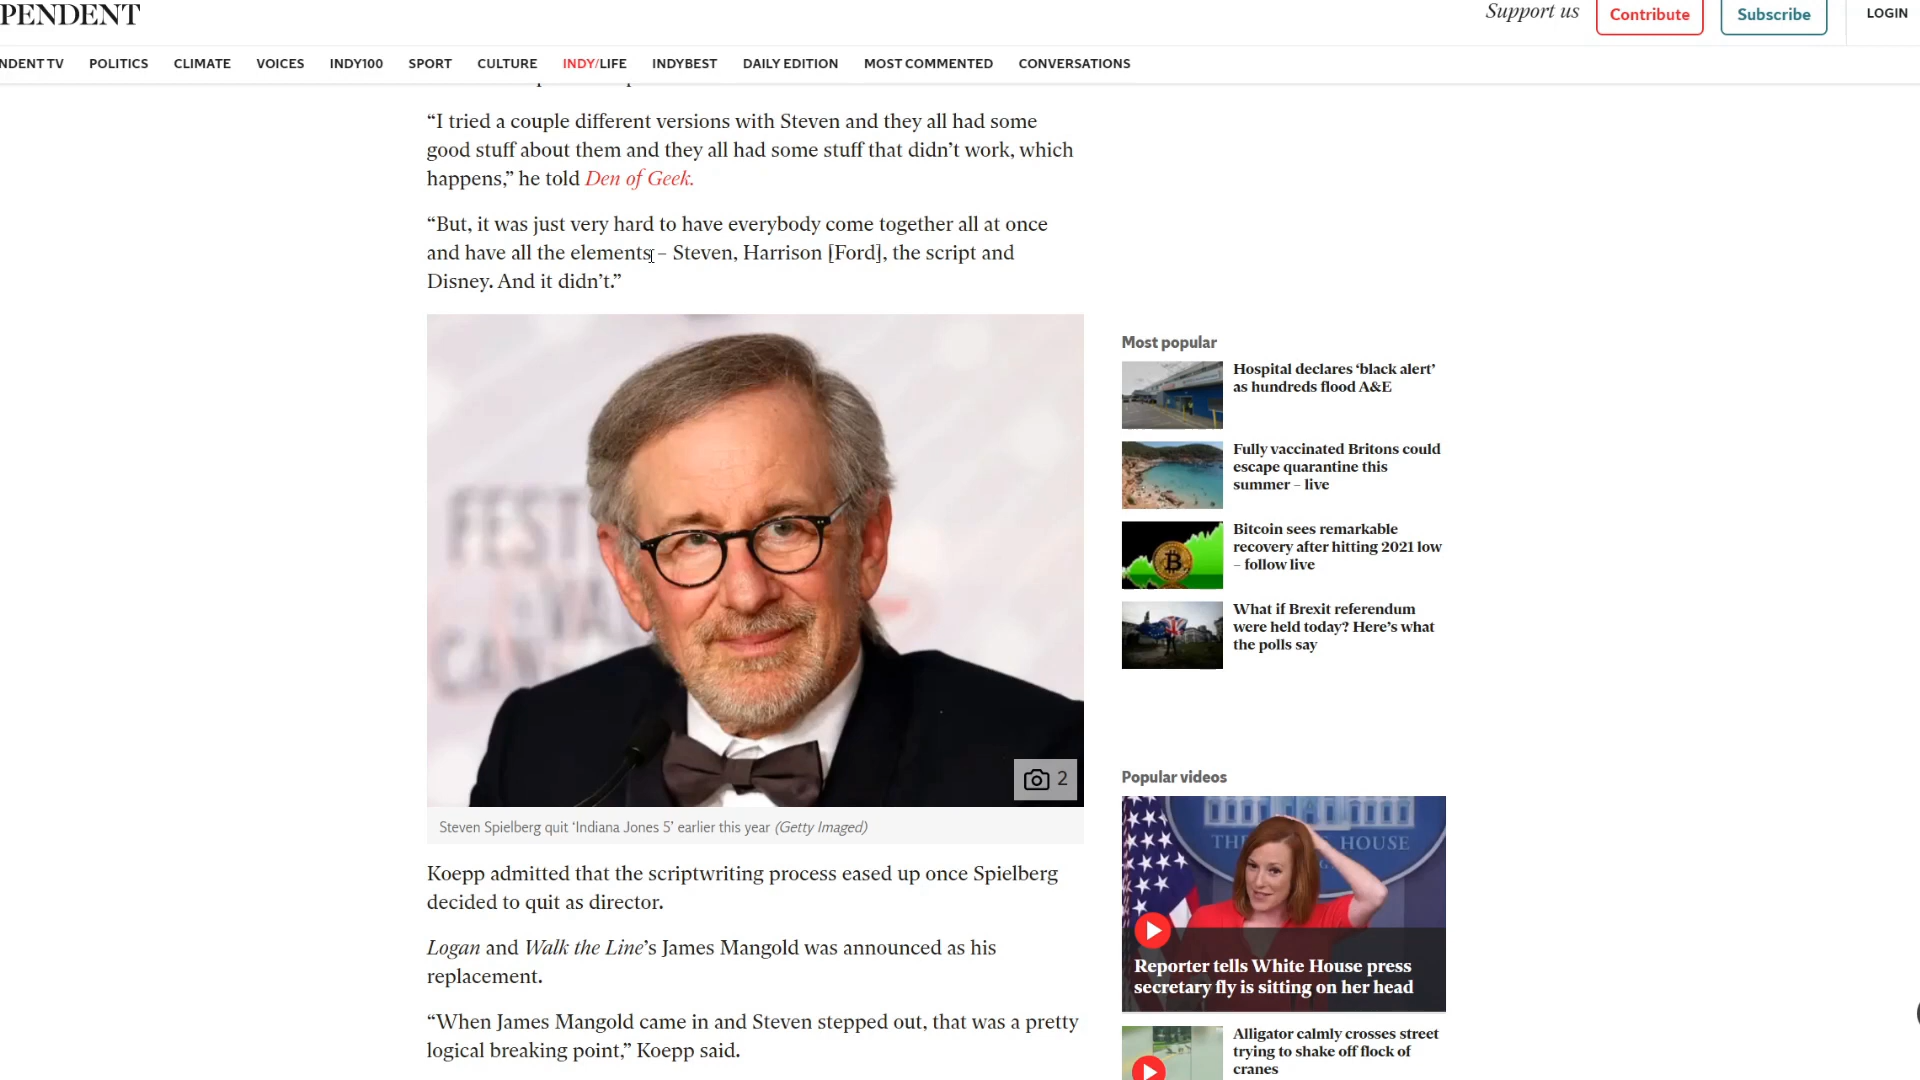 PENDENT
Support us
Contribute
Subscribe
LOGIN
NDENT TV
POLITICS
CLIMATE
VOICES
INDY100
SPORT
CULTURE
INDY/LIFE
INDYBEST
DAILY EDITION
MOST COMMENTED
CONVERSATIONS
“I tried a couple different versions with Steven and they all had some
good stuff about them and they all had some stuff that didn’t work, which
happens,” he told Den of Geek.
“But, it was just very hard to have everybody come together all at once
and have all the elements – Steven, Harrison [Ford], the script and
Disney. And it didn’t.”
2
Steven Spielberg quit ‘Indiana Jones 5’ earlier this year (Getty Imaged)
Koepp admitted that the scriptwriting process eased up once Spielberg
decided to quit as director.
Logan and Walk the Line’s James Mangold was announced as his
replacement.
“When James Mangold came in and Steven stepped out, that was a pretty
logical breaking point,” Koepp said.
Most popular
Hospital declares ‘black alert’
as hundreds flood A&E
Fully vaccinated Britons could
escape quarantine this
summer – live
Bitcoin sees remarkable
recovery after hitting 2021 low
– follow live
What if Brexit referendum
were held today? Here’s what
the polls say
Popular videos
Reporter tells White House press
secretary fly is sitting on her head
Alligator calmly crosses street
trying to shake off flock of
cranes